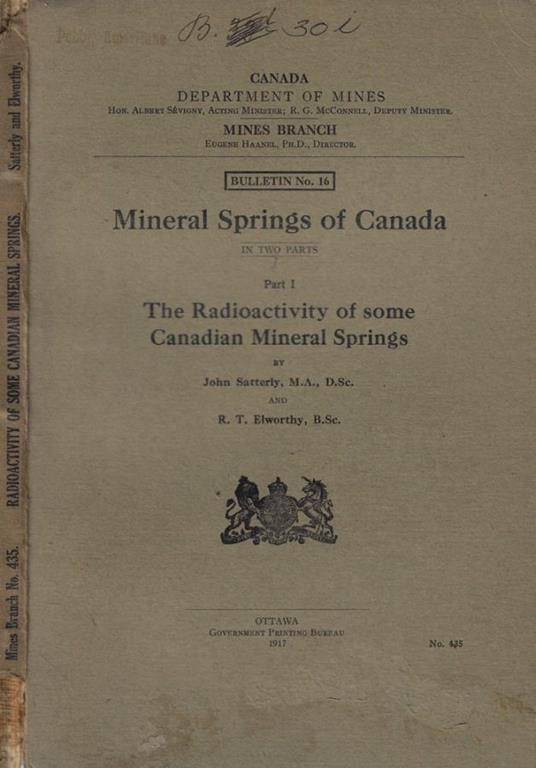 B. 30 i
CANADA
DEPARTMENT OF MINES
HON. ALBERT SÉVIGNY, ACTING MINISTER; R. G. MCCONNELL, DEPUTY MINISTER.
MINES BRANCH
EUGENE HAANEL, PH.D., DIRECTOR.
BULLETIN No. 16
Mineral Springs of Canada
IN TWO PARTS
Part I
The Radioactivity of some
Canadian Mineral Springs
BY
John Satterly, M.A., D.Sc.
AND
R. T. Elworthy, B.Sc.
OTTAWA
GOVERNMENT PRINTING BUREAU
1917
No. 435
Mines Branch No. 435. RADIOACTIVITY OF SOME CANADIAN MINERAL SPRINGS. Satterly and Elworthy.